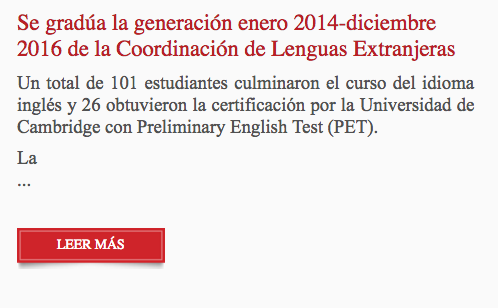 Se gradúa la generación enero 2014-diciembre
2016 de la Coordinación de Lenguas Extranjeras
Un total de 101 estudiantes culminaron el curso del idioma
inglés y 26 obtuvieron la certificación por la Universidad de
Cambridge con Preliminary English Test (PET).
La
...
LEER MÁS